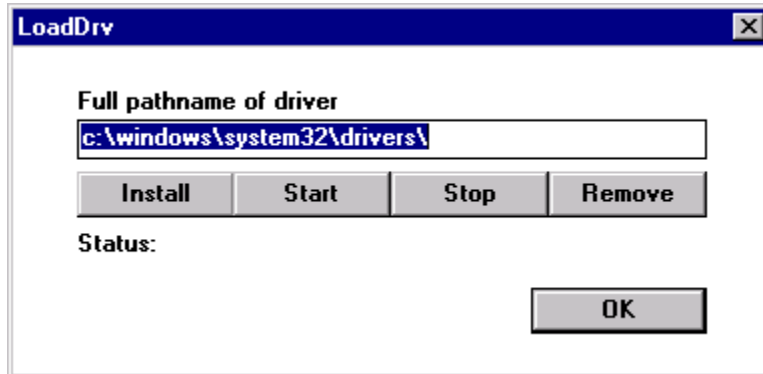 LoadDrv
Full pathname of driver
c:\windows\system32\drivers\
Install Start Stop Remove
Status:
OK